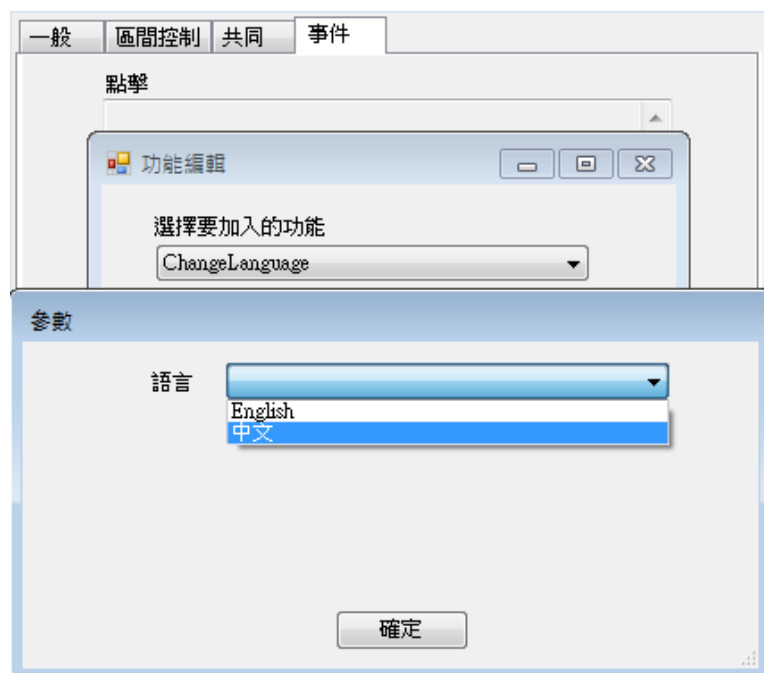 一般 區間控制 共同 事件
點擊
功能編輯
選擇要加入的功能
ChangeLanguage
參數
語言
English
中文
確定